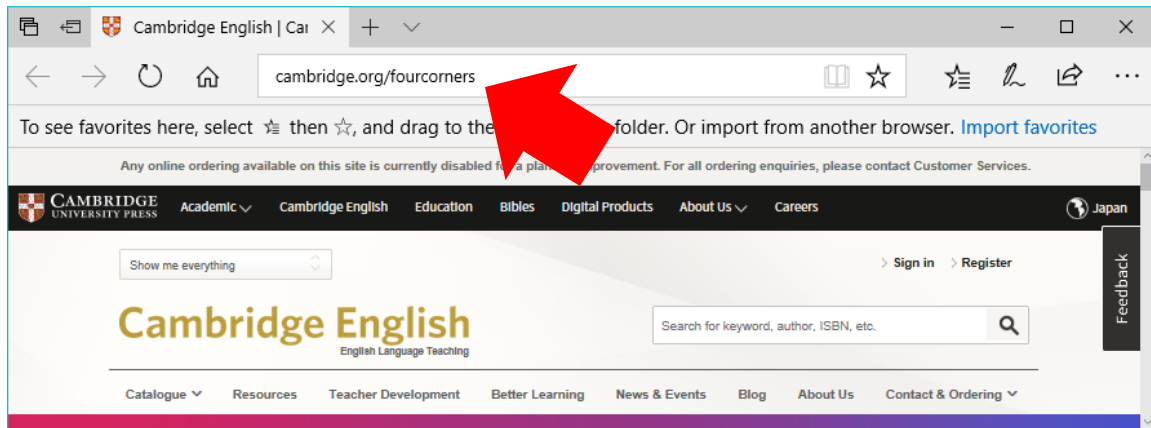 Cambridge English | Car
cambridge.org/fourcorners
To see favorites here, select then , and drag to the folder. Or import from another browser. Import favorites
Any online ordering available on this site is currently disabled for a improvement. For all ordering enquiries, please contact Customer Services.
CAMBRIDGE UNIVERSITY PRESS Academic Cambridge English Education Bibles Digital Products About Us Careers Japan
Show me everything Sign in Register
Feedback
Cambridge English
English Language Teaching
Search for keyword, author, ISBN, etc.
Catalogue Resources Teacher Development Better Learning News & Events Blog About Us Contact & Ordering